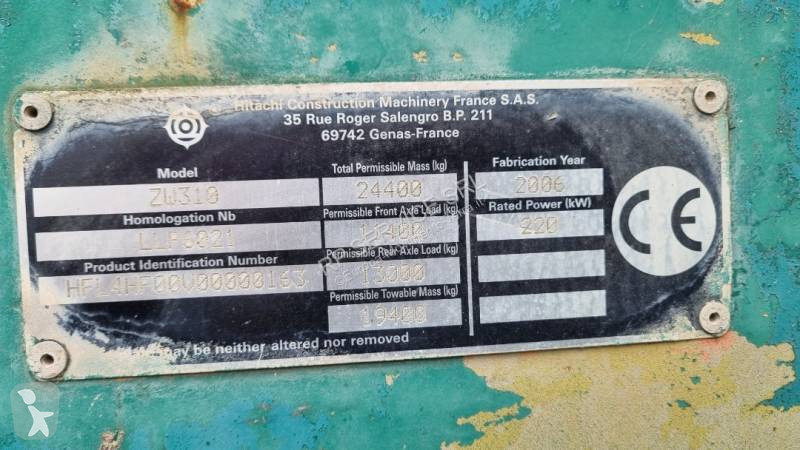 Hitachi Construction Machinery France S.A.S.
35 Rue Roger Salengro B.P. 211
69742 Genas-France
Model
ZW310
Homologation Nb
Product Identification Number
HFL4HF00V00000163
Total Permissible Mass (kg)
24400
Permissible Front Axle Load (kg)
11400
Permissible Rear Axle Load (kg)
13000
Permissible Towable Mass (kg)
19400
Fabrication Year
2006
Rated Power (kW)
220
CE
may be neither altered nor removed